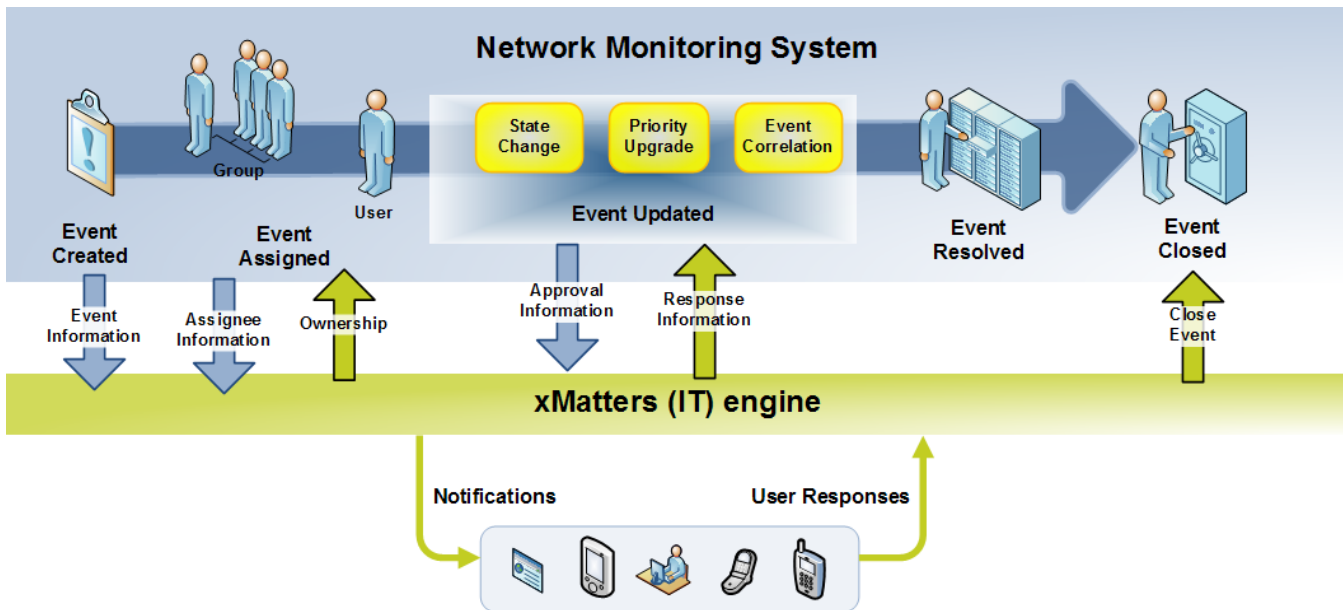 Network Monitoring System
State
Change
Priority
Upgrade
Event
Correlation
Group
User
Event Updated
Event
Created
Event
Assigned
Event
Resolved
Event
Closed
Event
Information
Assignee
Information
Ownership
Approval
Information
Response
Information
Close
Event
xMatters (IT) engine
Notifications
User Responses